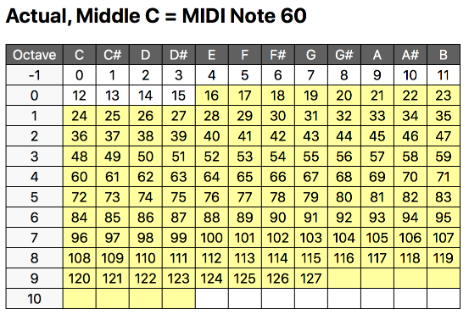 Actual, Middle C = MIDI Note 60
Octave C C# D D# E F F# G G# A A# B
-1 0 1 2 3 4 5 6 7 8 9 10 11
0 12 13 14 15 16 17 18 19 20 21 22 23
1 24 25 26 27 28 29 30 31 32 33 34 35
2 36 37 38 39 40 41 42 43 44 45 46 47
3 48 49 50 51 52 53 54 55 56 57 58 59
4 60 61 62 63 64 65 66 67 68 69 70 71
5 72 73 74 75 76 77 78 79 80 81 82 83
6 84 85 86 87 88 89 90 91 92 93 94 95
7 96 97 98 99 100 101 102 103 104 105 106 107
8 108 109 110 111 112 113 114 115 116 117 118 119
9 120 121 122 123 124 125 126 127
10